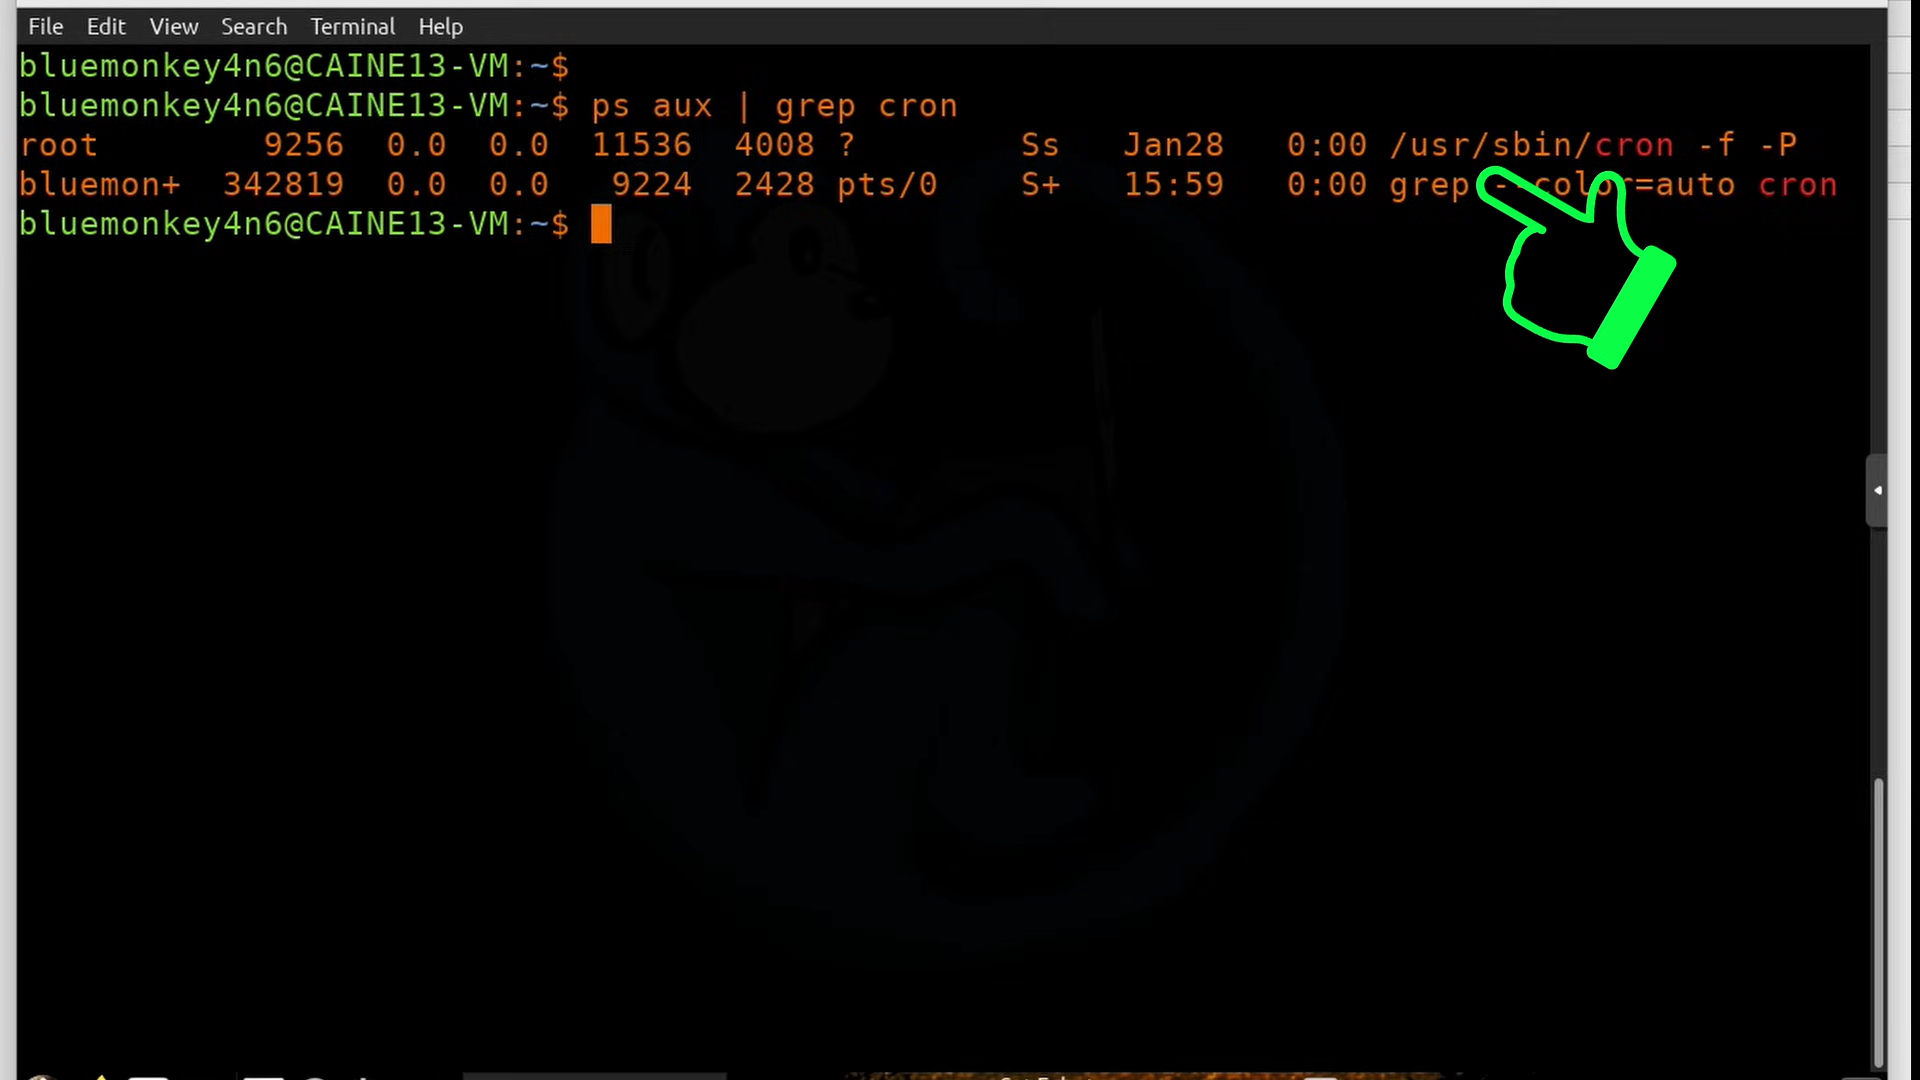 File Edit View Search Terminal Help
bluemonkey4n6@CAINE13-VM:~$
bluemonkey4n6@CAINE13-VM:~$ ps aux | grep cron
root 9256 0.0 0.0 11536 4008 ? Ss Jan28 0:00 /usr/sbin/cron -f -P
bluemon+ 342819 0.0 0.0 9224 2428 pts/0 S+ 15:59 0:00 grep --color=auto cron
bluemonkey4n6@CAINE13-VM:~$